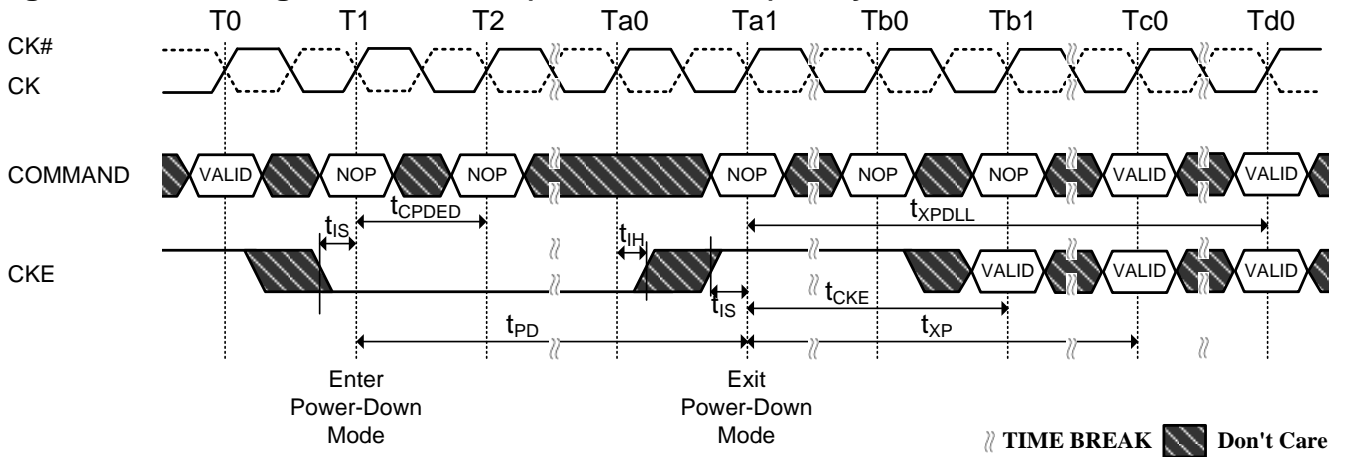 T0 T1 T2 Ta0 Ta1 Tb0 Tb1 Tc0 Td0
CK#
CK
COMMAND VALID NOP NOP NOP NOP NOP VALID VALID
tCPDED tXPDLL
tIS tIH
CKE VALID VALID VALID
tIS tCKE
tPD tXP
Enter
Power-Down
Mode
Exit
Power-Down
Mode
TIME BREAK Don't Care